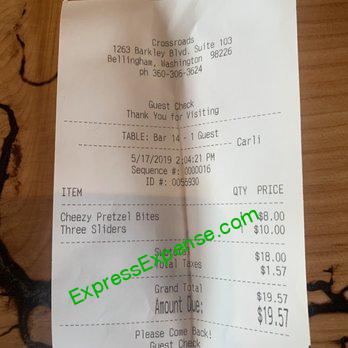 Crossroads
1263 Barkley Blvd. Suite 103
Bellingham, Washington 98226
ph 360-306-3624
Guest Check
Thank You for Visiting
TABLE: Bar 14 - 1 Guest
Carli
5/17/2019 2:04:21 PM
Sequence #: 0000016
ID #: 0056930
ITEM QTY PRICE
Cheezy Pretzel Bites $8.00
Three Sliders $10.00
ExpressExpense.com
$18.00
Total Taxes $1.57
Grand Total $19.57
Amount Due: $19.57
Please Come Back!
Guest Check